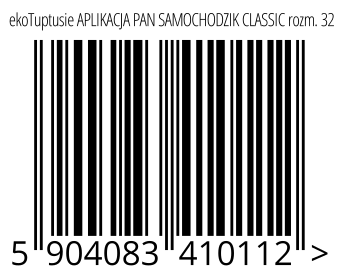 ekoTuptusie APLIKACJA PAN SAMOCHODZIK CLASSIC rozm. 32
5 904083 410112 >